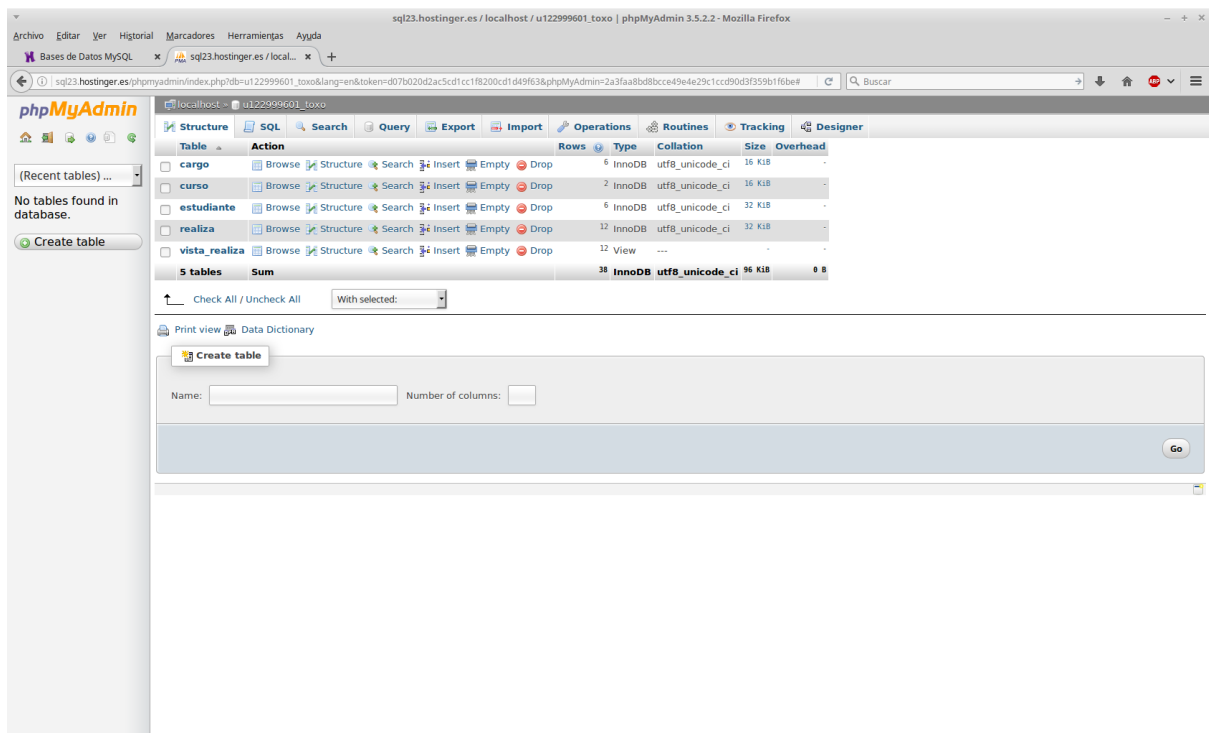 sql23.hostinger.es / localhost / u122999601_toxo | phpMyAdmin 3.5.2.2 - Mozilla Firefox
Archivo Editar Ver Historial Marcadores Herramientas Ayuda
Bases de Datos MySQL × sql23.hostinger.es / local... ×
sql23.hostinger.es/phpmyadmin/index.php?db=u122999601_toxo&lang=en&token=d07b020d2ac5cd1cc1f8200cd1d49f63&phpMyAdmin=2a3faa8bd8bcce49e4e29c1ccd90d3f359b1f6be# Buscar ABP
phpMyAdmin
(Recent tables) ...
No tables found in
database.
Create table
localhost » u122999601_toxo
Structure SQL Search Query Export Import Operations Routines Tracking Designer
Table Action Rows Type Collation Size Overhead
cargo Browse Structure Search Insert Empty Drop 6 InnoDB utf8_unicode_ci 16 KiB -
curso Browse Structure Search Insert Empty Drop 2 InnoDB utf8_unicode_ci 16 KiB -
estudiante Browse Structure Search Insert Empty Drop 6 InnoDB utf8_unicode_ci 32 KiB -
realiza Browse Structure Search Insert Empty Drop 12 InnoDB utf8_unicode_ci 32 KiB -
vista_realiza Browse Structure Search Insert Empty Drop 12 View --- - -
5 tables Sum 38 InnoDB utf8_unicode_ci 96 KiB 0 B
Check All / Uncheck All With selected:
Print view Data Dictionary
Create table
Name: Number of columns:
Go